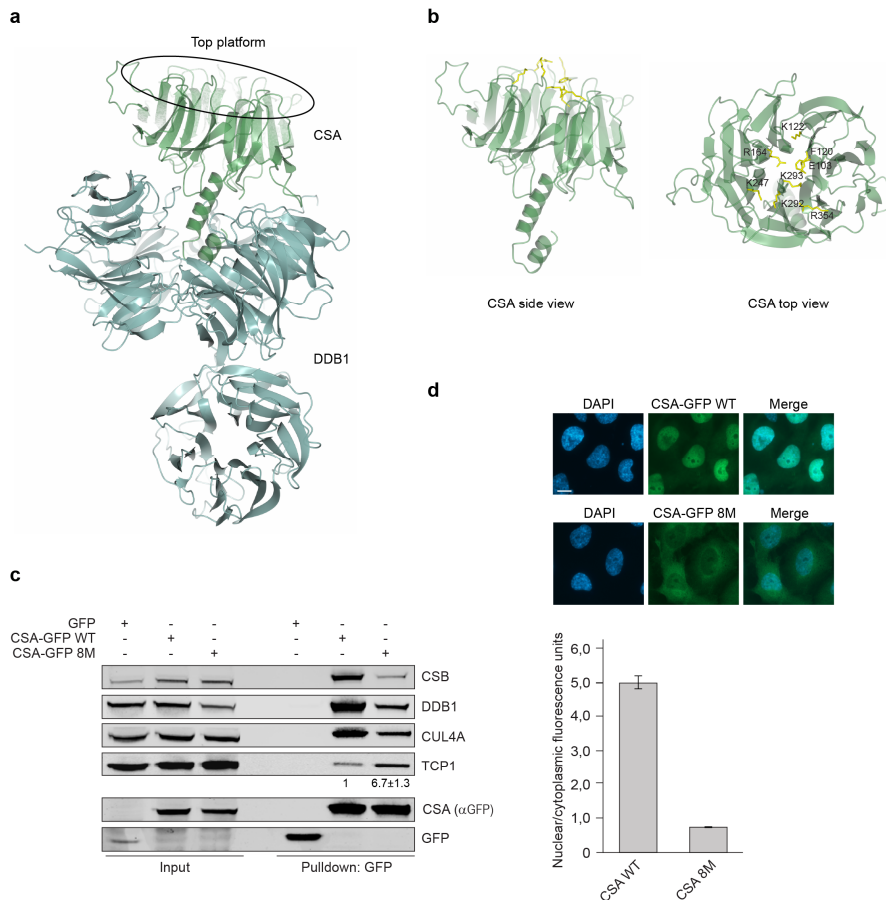 a
Top platform
CSA
DDB1
b
K122
R164
F120
E103
K293
K247
K292
R354
CSA side view
CSA top view
c
GFP + - - + - -
CSA-GFP WT - + - - + -
CSA-GFP 8M - - + - - +
CSB
DDB1
CUL4A
TCP1
1 6.7±1.3
CSA (αGFP)
GFP
Input
Pulldown: GFP
d
DAPI CSA-GFP WT Merge
DAPI CSA-GFP 8M Merge
Nuclear/cytoplasmic fluorescence units
6,0
5,0
4,0
3,0
2,0
1,0
0
CSA WT
CSA 8M